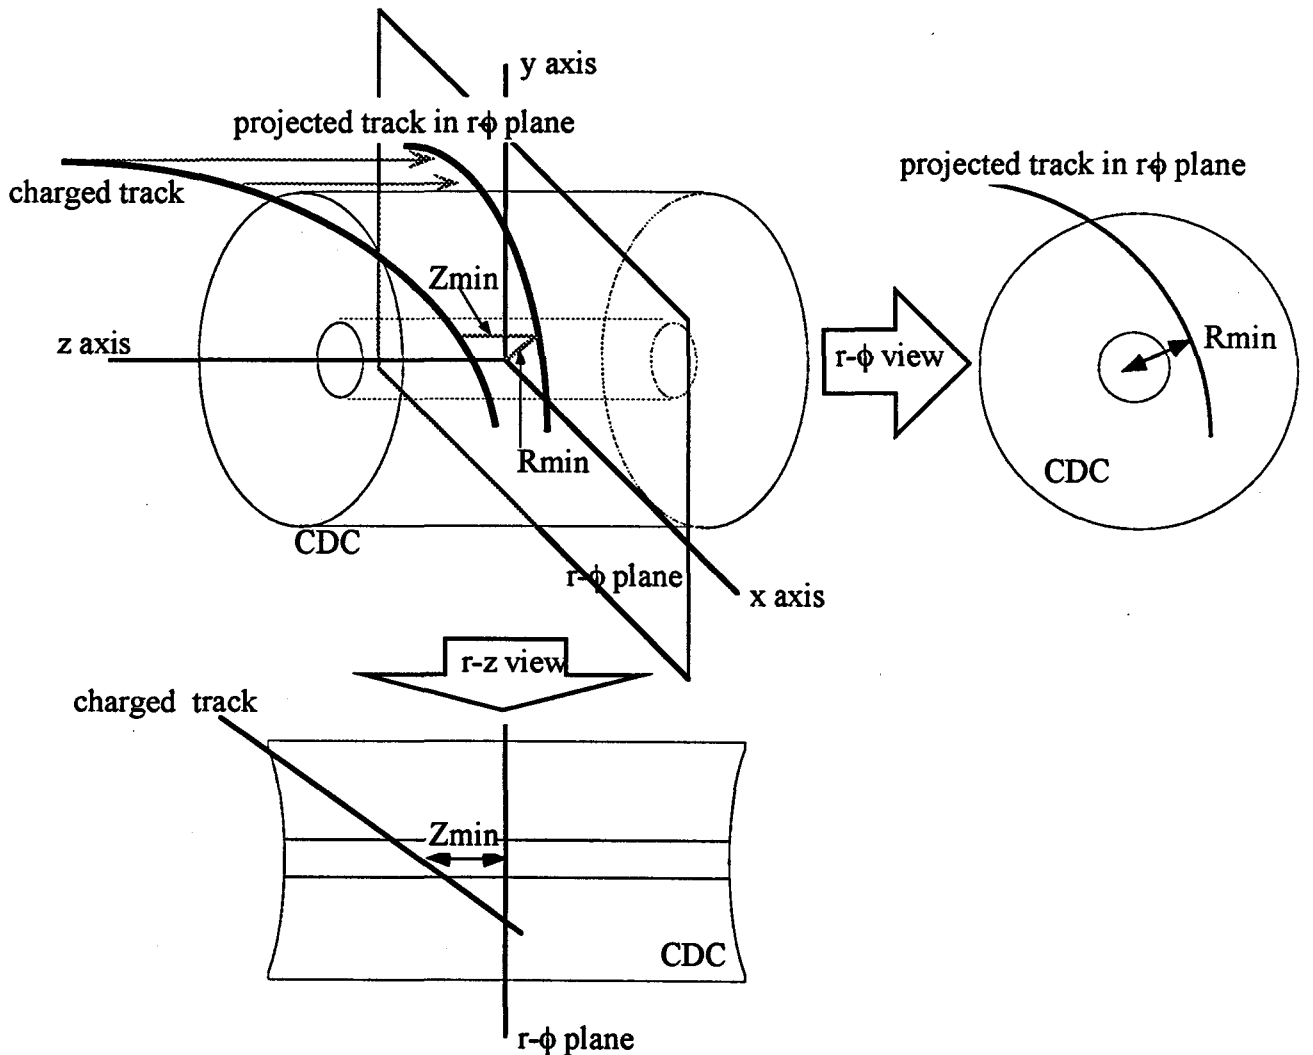 y axis
projected track in rϕ plane
charged track
Zmin
z axis
Rmin
CDC
r-ϕ plane
x axis
r-ϕ view
projected track in rϕ plane
Rmin
CDC
r-z view
charged track
Zmin
CDC
r-ϕ plane